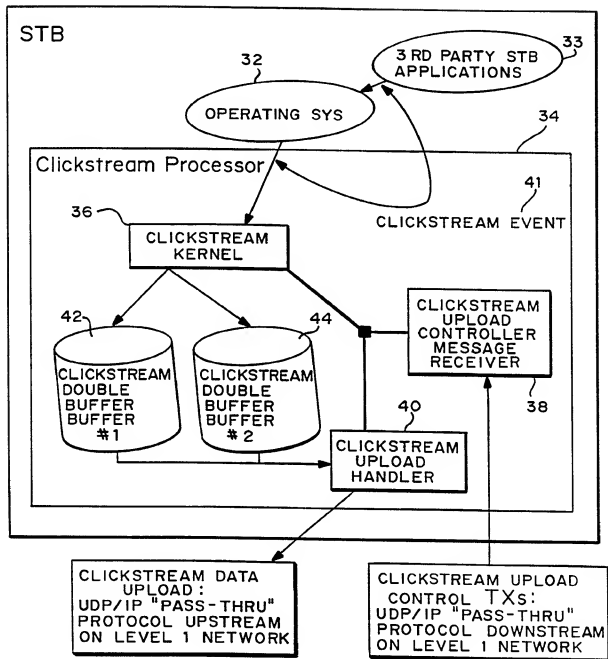 STB
32
33
3RD PARTY STB
APPLICATIONS
OPERATING SYS
34
Clickstream Processor
41
CLICKSTREAM EVENT
36
CLICKSTREAM
KERNEL
42
CLICKSTREAM
DOUBLE
BUFFER
BUFFER
#1
44
CLICKSTREAM
DOUBLE
BUFFER
BUFFER
#2
CLICKSTREAM
UPLOAD
CONTROLLER
MESSAGE
RECEIVER
38
40
CLICKSTREAM
UPLOAD
HANDLER
CLICKSTREAM DATA
UPLOAD:
UDP/IP "PASS-THRU"
PROTOCOL UPSTREAM
ON LEVEL 1 NETWORK
CLICKSTREAM UPLOAD
CONTROL TXs:
UDP/IP "PASS-THRU"
PROTOCOL DOWNSTREAM
ON LEVEL 1 NETWORK